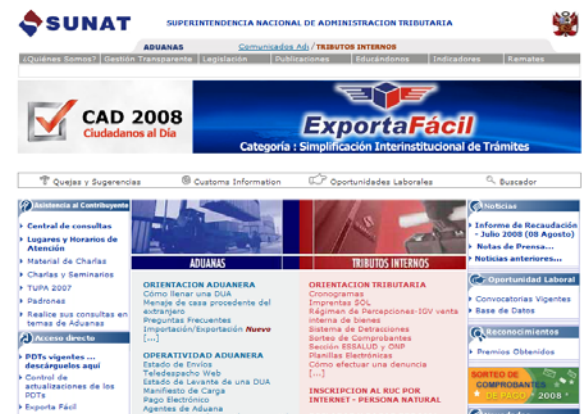 SUNAT
SUPERINTENDENCIA NACIONAL DE ADMINISTRACION TRIBUTARIA
ADUANAS
Comunicados Adu / TRIBUTOS INTERNOS
¿Quiénes Somos? Gestión Transparente Legislación Publicaciones Educándonos Indicadores Remates
CAD 2008
Ciudadanos al Día
ExportaFácil
Categoría : Simplificación Interinstitucional de Trámites
Quejas y Sugerencias Customs Information Oportunidades Laborales Buscador
Asistencia al Contribuyente
Central de consultas
Lugares y Horarios de
Atención
Material de Charlas
Charlas y Seminarios
TUPA 2007
Padrones
Realice sus consultas en
temas de Aduanas
Acceso directo
PDTs vigentes ...
descárguelos aquí
Control de
actualizaciones de los
PDTs
Exporta Fácil
ADUANAS
ORIENTACION ADUANERA
Cómo llenar una DUA
Menaje de casa procedente del
extranjero
Preguntas Frecuentes
Importación/Exportación Nuevo
[...]
OPERATIVIDAD ADUANERA
Estado de Envíos
Teledespacho Web
Estado de Levante de una DUA
Manifiesto de Carga
Pago Electrónico
Agentes de Aduana
TRIBUTOS INTERNOS
ORIENTACION TRIBUTARIA
Cronogramas
Imprentas SOL
Régimen de Percepciones-IGV venta
interna de bienes
Sistema de Detracciones
Sorteo de Comprobantes
Sección ESSALUD y ONP
Planillas Electrónicas
Cómo efectuar una denuncia
[...]
INSCRIPCION AL RUC POR
INTERNET - PERSONA NATURAL
Noticias
Informe de Recaudación
- Julio 2008 (08 Agosto)
Notas de Prensa...
Noticias anteriores...
Oportunidad Laboral
Convocatorias Vigentes
Base de Datos
Reconocimientos
Premios Obtenidos
SORTEO DE
COMPROBANTES
DE PAGO 2008